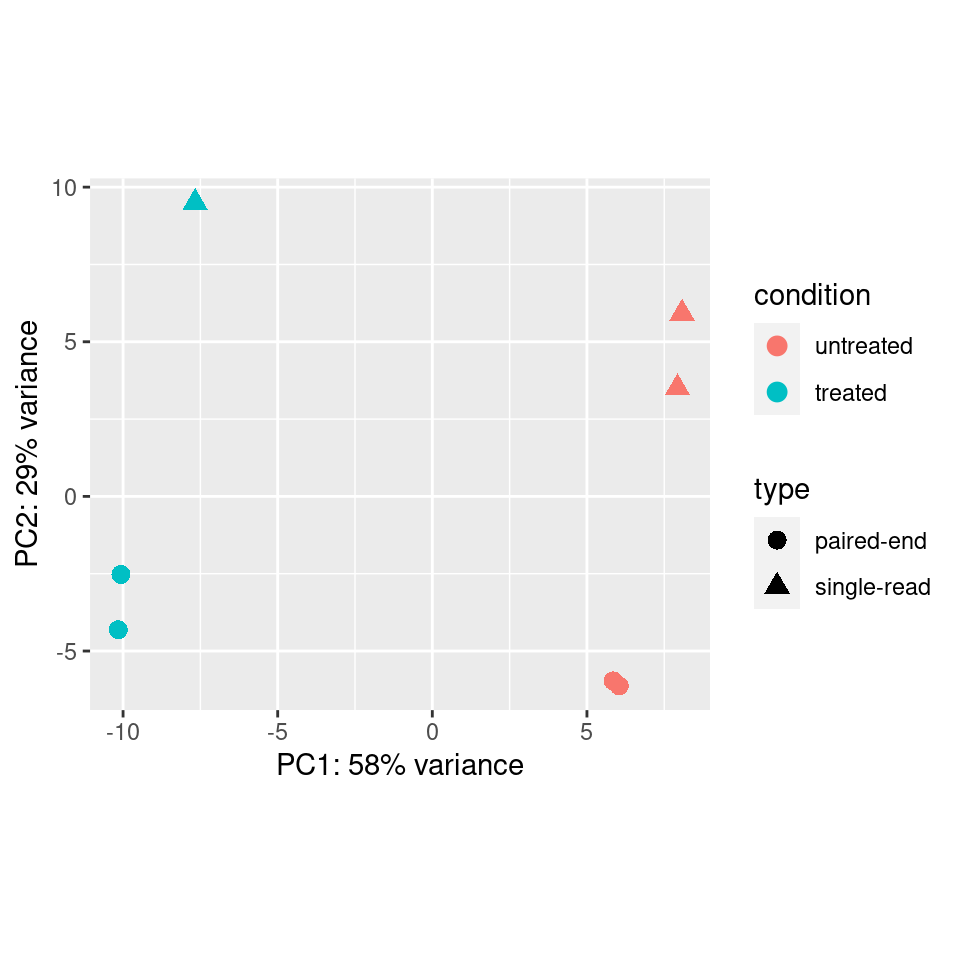 10
5
0
-5
PC2: 29% variance
-10
-5
0
5
PC1: 58% variance
condition
untreated
treated
type
paired-end
single-read